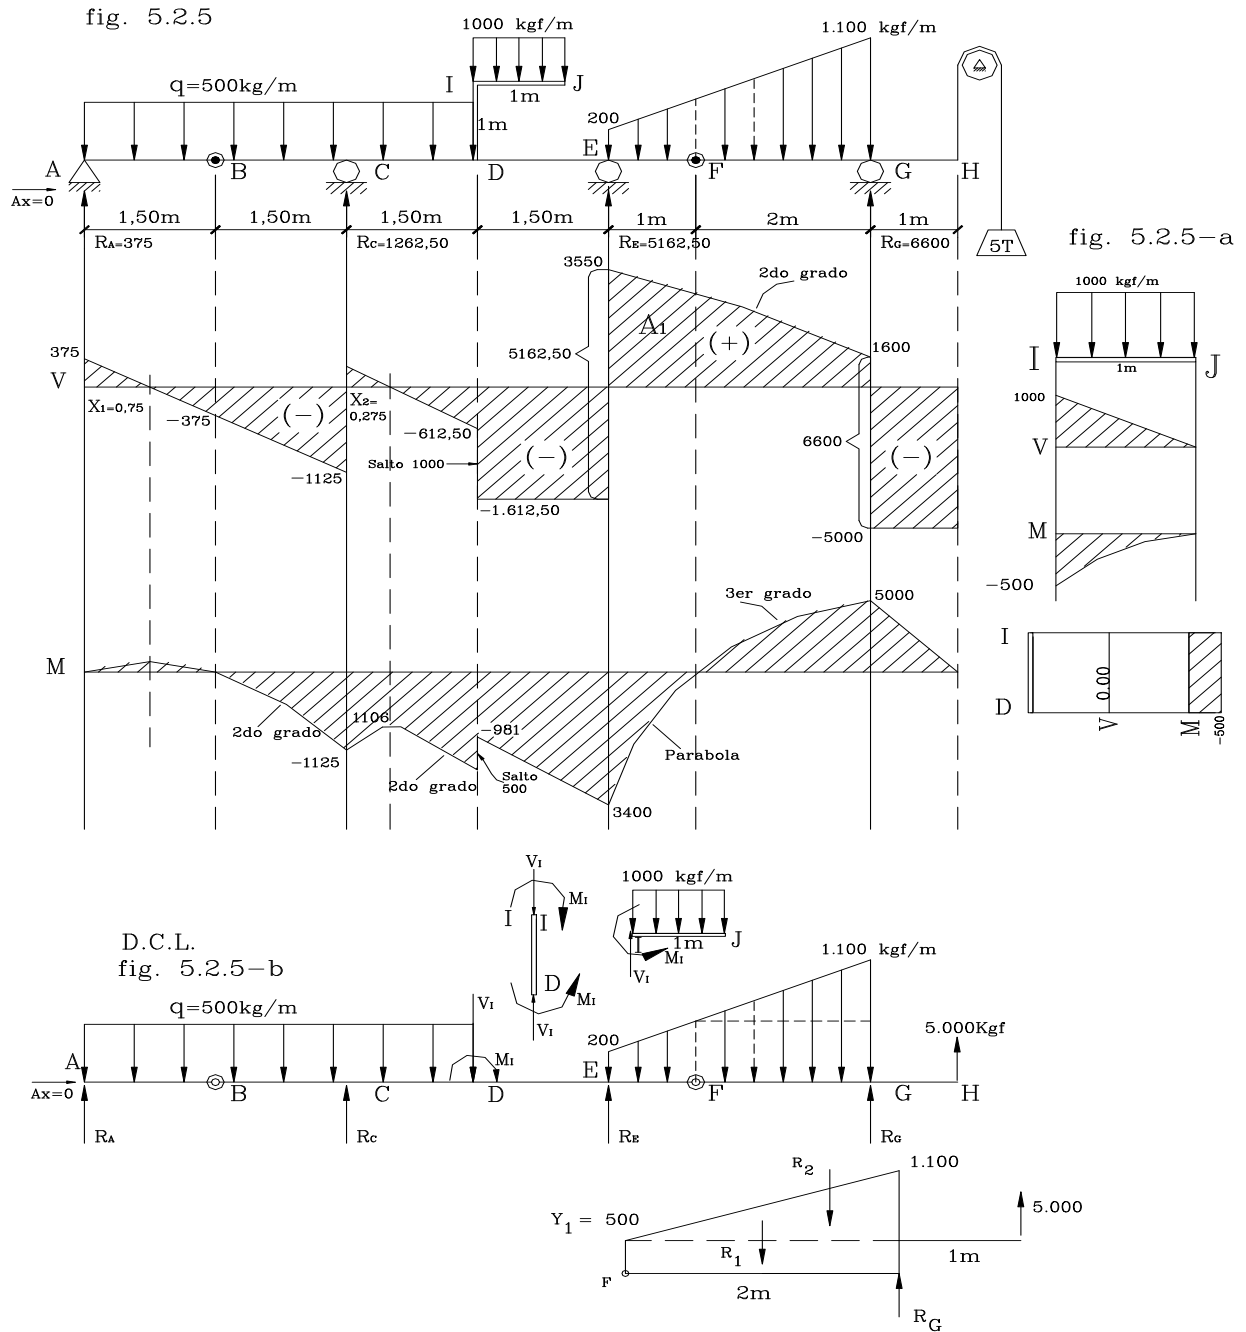 fig. 5.2.5
1000 kgf/m
1.100 kgf/m
q=500kg/m
I
J
1m
1m
200
A
B
C
D
E
F
G
H
Ax=0
1,50m
1,50m
1,50m
1,50m
1m
2m
1m
RA=375
RC=1262,50
RE=5162,50
RG=6600
5T
fig. 5.2.5-a
1000 kgf/m
I
1m
J
1000
V
M
-500
I
D
0.00
V
M
-500
3550
2do grado
A1
(+)
375
5162,50
1600
V
X1=0,75
-375
(-)
X2=
0,275
-612,50
6600
(-)
(-)
Salto 1000
-1125
-1.612,50
-5000
3er grado
5000
M
2do grado
1106
-981
-1125
Salto
500
2do grado
Parabola
3400
D.C.L.
fig. 5.2.5-b
VI
MI
I
I
D
MI
VI
1000 kgf/m
I
1m
J
MI
VI
q=500kg/m
VI
MI
1.100 kgf/m
200
5.000Kgf
A
B
C
D
E
F
G
H
Ax=0
RA
RC
RE
RG
R2
1.100
Y1 = 500
R1
5.000
1m
F
2m
RG